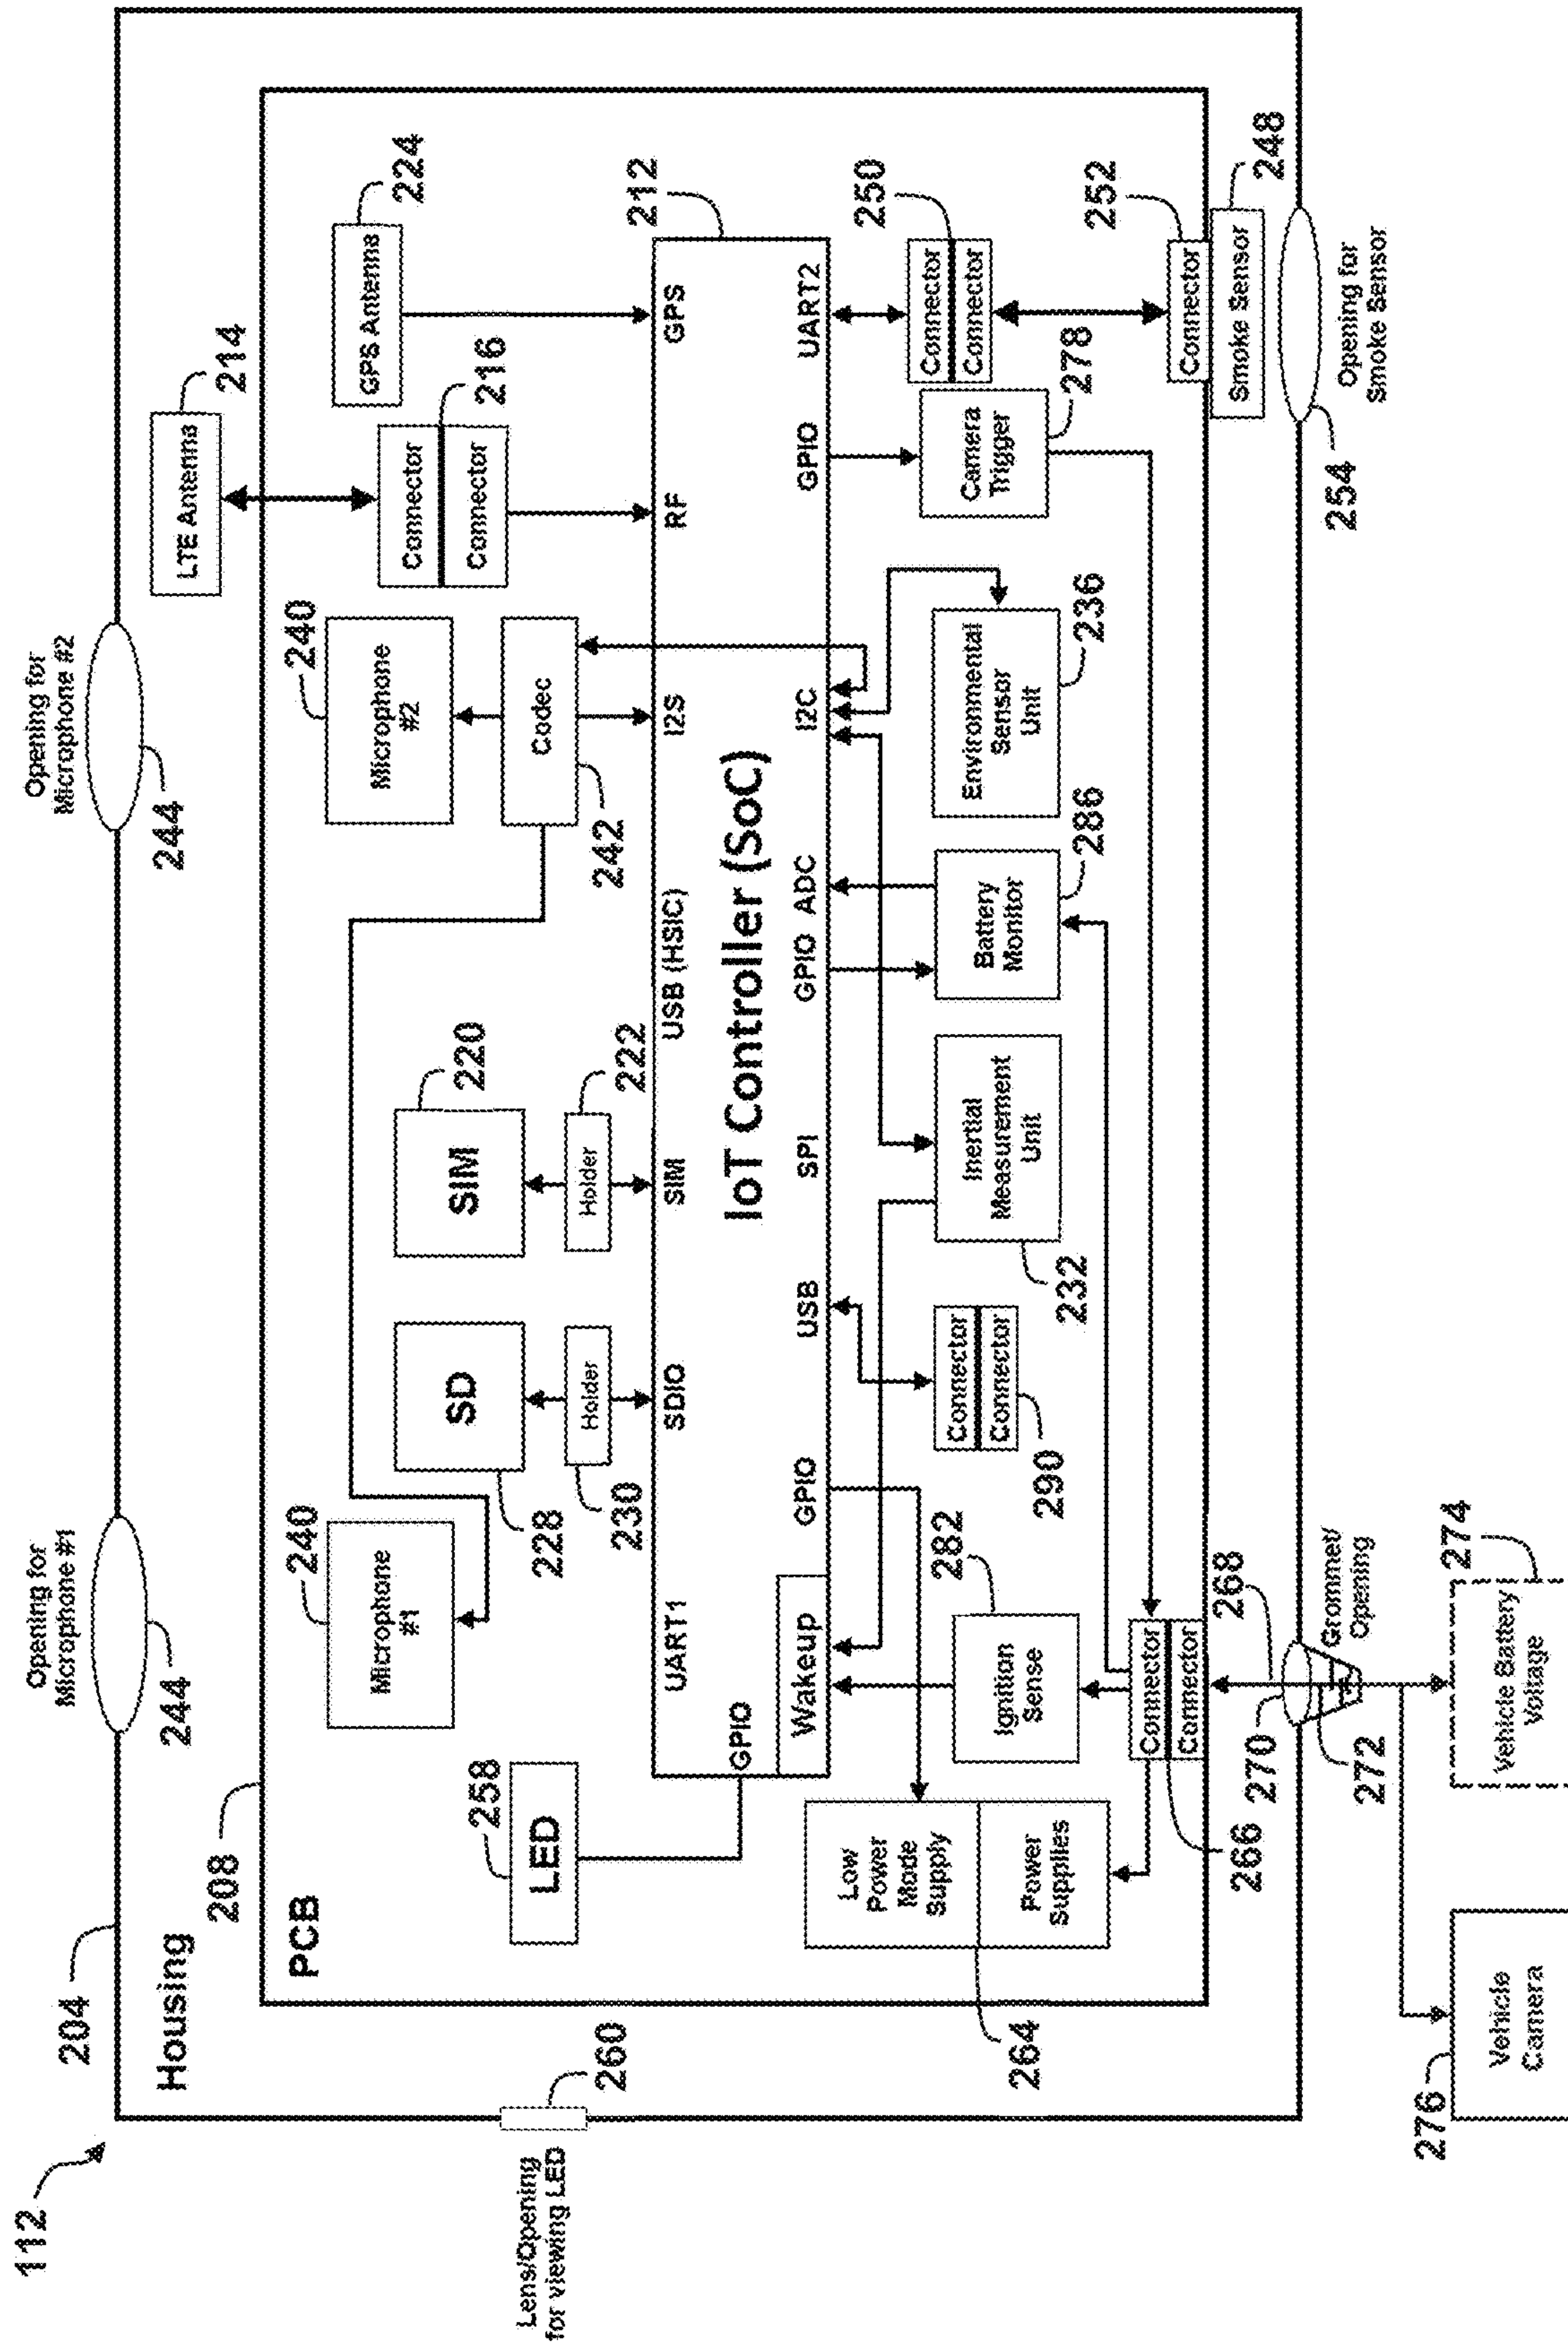 112
204
Housing
208
PCB
Opening for
Microphone #1
244
Opening for
Microphone #2
244
LTE Antenna
214
Microphone
#1
240
SD
228
Holder
230
SIM
220
Holder
222
Microphone
#2
240
Codec
242
Connector
Connector
216
GPS Antenna
224
Lens/Opening
for viewing LED
260
LED
258
GPIO
UART1
SDIO
SIM
USB (HSIC)
I2S
RF
GPS
212
IoT Controller (SoC)
Wakeup
GPIO
USB
SPI
GPIO
ADC
I2C
GPIO
UART2
Low
Power
Mode
Supply
Power
Supplies
264
Ignition
Sense
282
Connector
Connector
290
Inertial
Measurement
Unit
232
Battery
Monitor
286
Environmental
Sensor
Unit
236
Camera
Trigger
278
Connector
Connector
250
Connector
Connector
266
Connector
252
Smoke Sensor
248
254
Opening for
Smoke Sensor
268
270
272
Grommet/
Opening
Vehicle
Camera
276
Vehicle Battery
Voltage
274